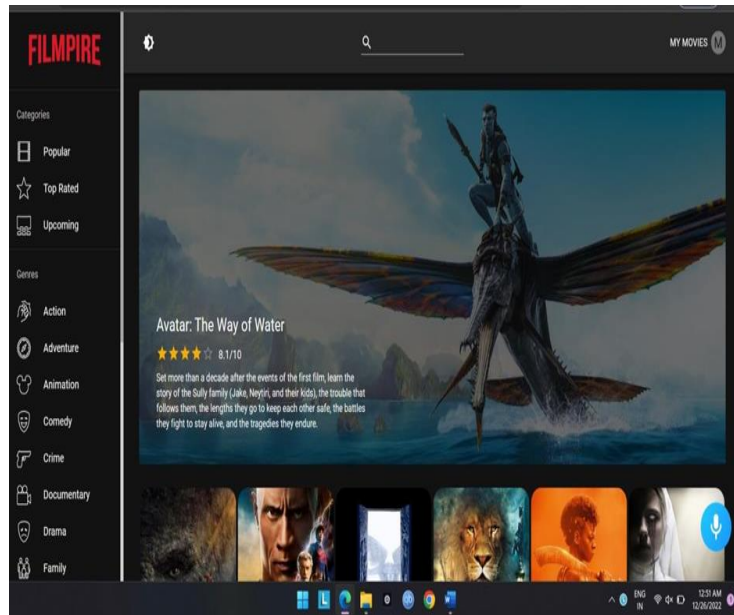 FILMPIRE
MY MOVIES M
Categories
Popular
Top Rated
Upcoming
Genres
Action
Adventure
Animation
Comedy
Crime
Documentary
Drama
Family
Avatar: The Way of Water
8.1/10
Set more than a decade after the events of the first film, learn the
story of the Sully family (Jake, Neytiri, and their kids), the trouble that
follows them, the lengths they go to keep each other safe, the battles
they fight to stay alive, and the tragedies they endure.
ENG
IN
12:51 AM
12/26/2022